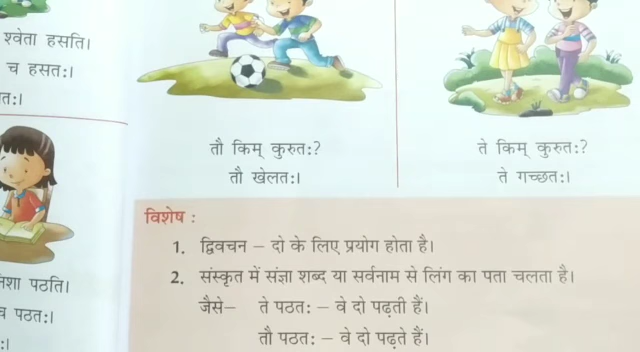 श्वेता हसति।
च हसत:।
त:।
तौ किम् कुरुत:?
तौ खेलत:।
ते किम् कुरुत:?
ते गच्छत:।
विशेष :
1. द्विवचन – दो के लिए प्रयोग होता है।
2. संस्कृत में संज्ञा शब्द या सर्वनाम से लिंग का पता चलता है।
जैसे– ते पठत: – वे दो पढ़ती हैं।
तौ पठत: – वे दो पढ़ते हैं।
पठति।
पठत:।